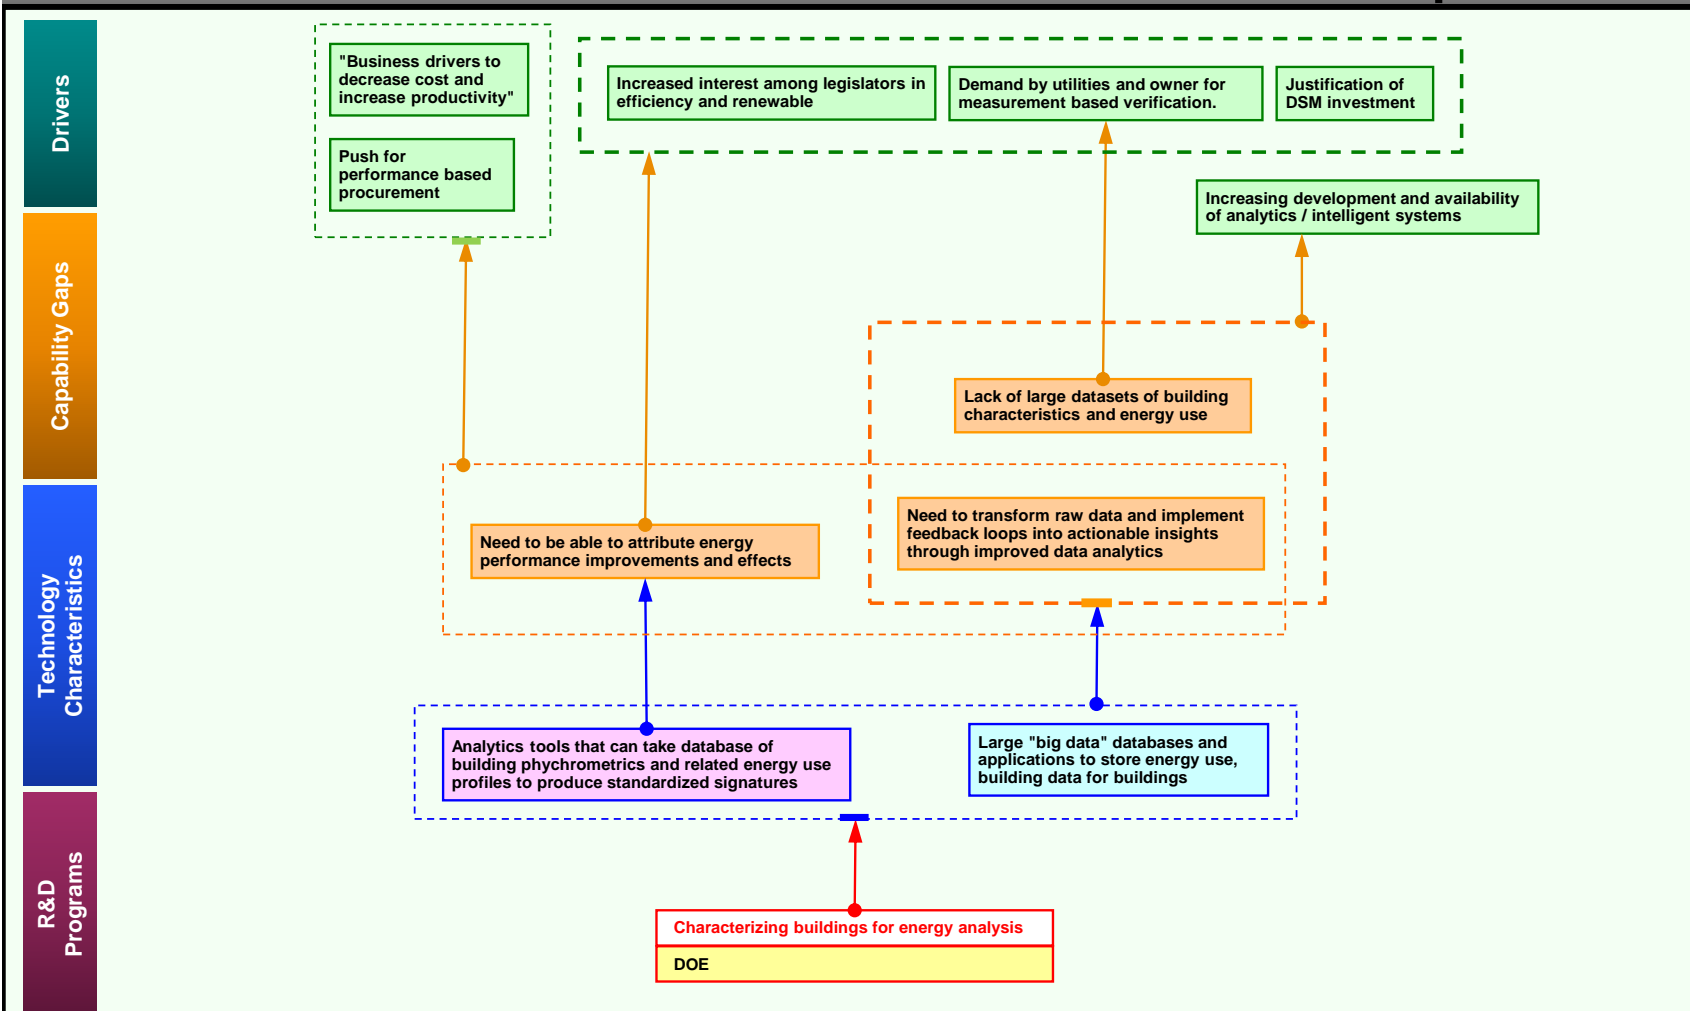 Drivers
"Business drivers to
decrease cost and
increase productivity"
Push for
performance based
procurement
Increased interest among legislators in
efficiency and renewable
Demand by utilities and owner for
measurement based verification.
Justification of
DSM investment
Increasing development and availability
of analytics / intelligent systems
Capability Gaps
Lack of large datasets of building
characteristics and energy use
Need to be able to attribute energy
performance improvements and effects
Need to transform raw data and implement
feedback loops into actionable insights
through improved data analytics
Technology
Characteristics
Analytics tools that can take database of
building phychrometrics and related energy use
profiles to produce standardized signatures
Large "big data" databases and
applications to store energy use,
building data for buildings
R&D
Programs
Characterizing buildings for energy analysis
DOE